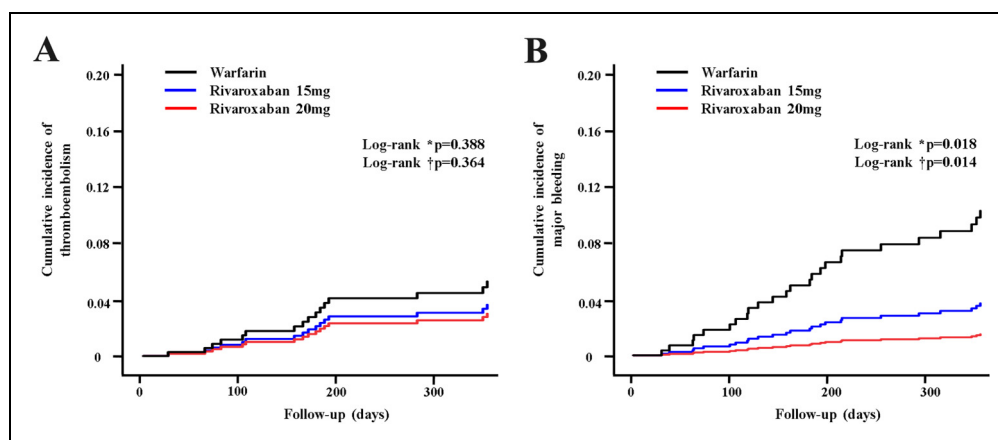 A
Warfarin
Rivaroxaban 15mg
Rivaroxaban 20mg
Log-rank *p=0.388
Log-rank †p=0.364
Cumulative incidence of
thromboembolism
0.20
0.16
0.12
0.08
0.04
0
0 100 200 300
Follow-up (days)
B
Warfarin
Rivaroxaban 15mg
Rivaroxaban 20mg
Log-rank *p=0.018
Log-rank †p=0.014
Cumulative incidence of
major bleeding
0.20
0.16
0.12
0.08
0.04
0
0 100 200 300
Follow-up (days)